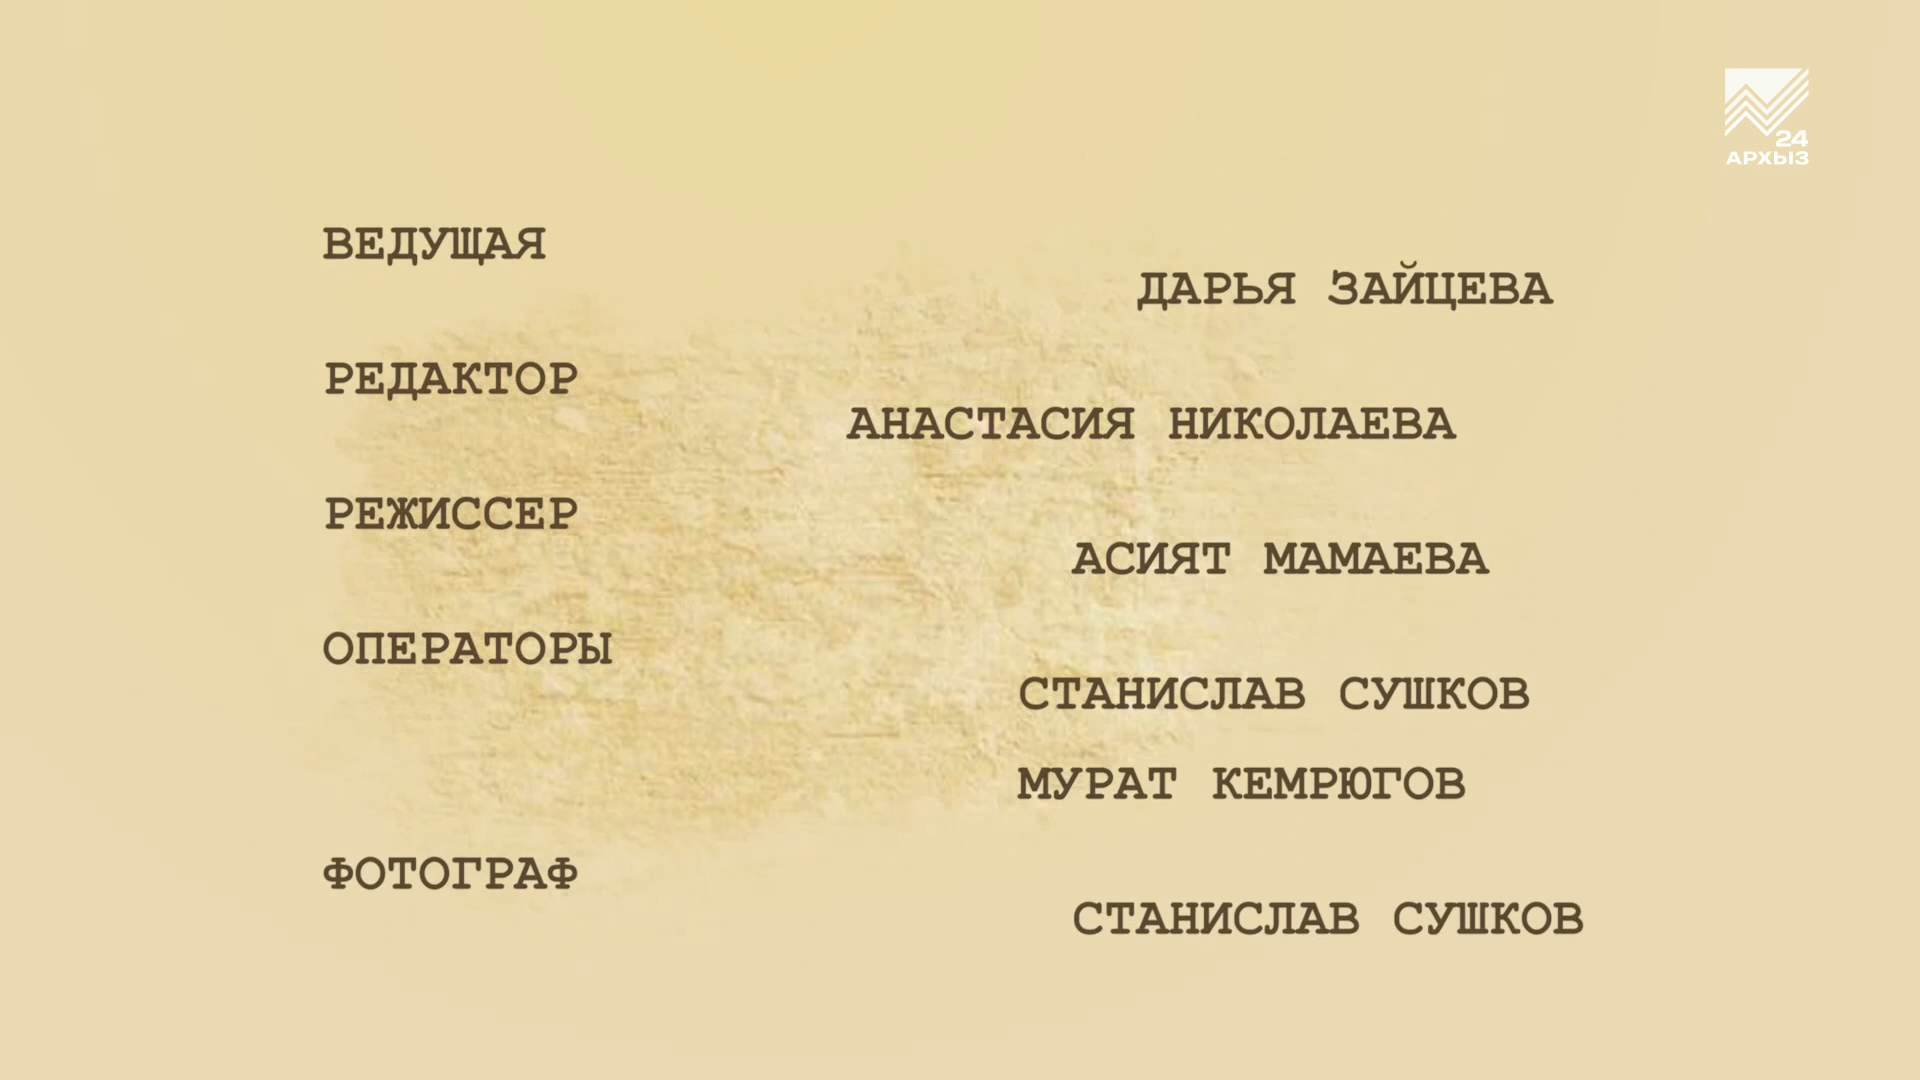 24
АРХЫЗ
ВЕДУЩАЯ
ДАРЬЯ ЗАЙЦЕВА
РЕДАКТОР
АНАСТАСИЯ НИКОЛАЕВА
РЕЖИССЕР
АСИЯТ МАМАЕВА
ОПЕРАТОРЫ
СТАНИСЛАВ СУШКОВ
МУРАТ КЕМРЮГОВ
ФОТОГРАФ
СТАНИСЛАВ СУШКОВ